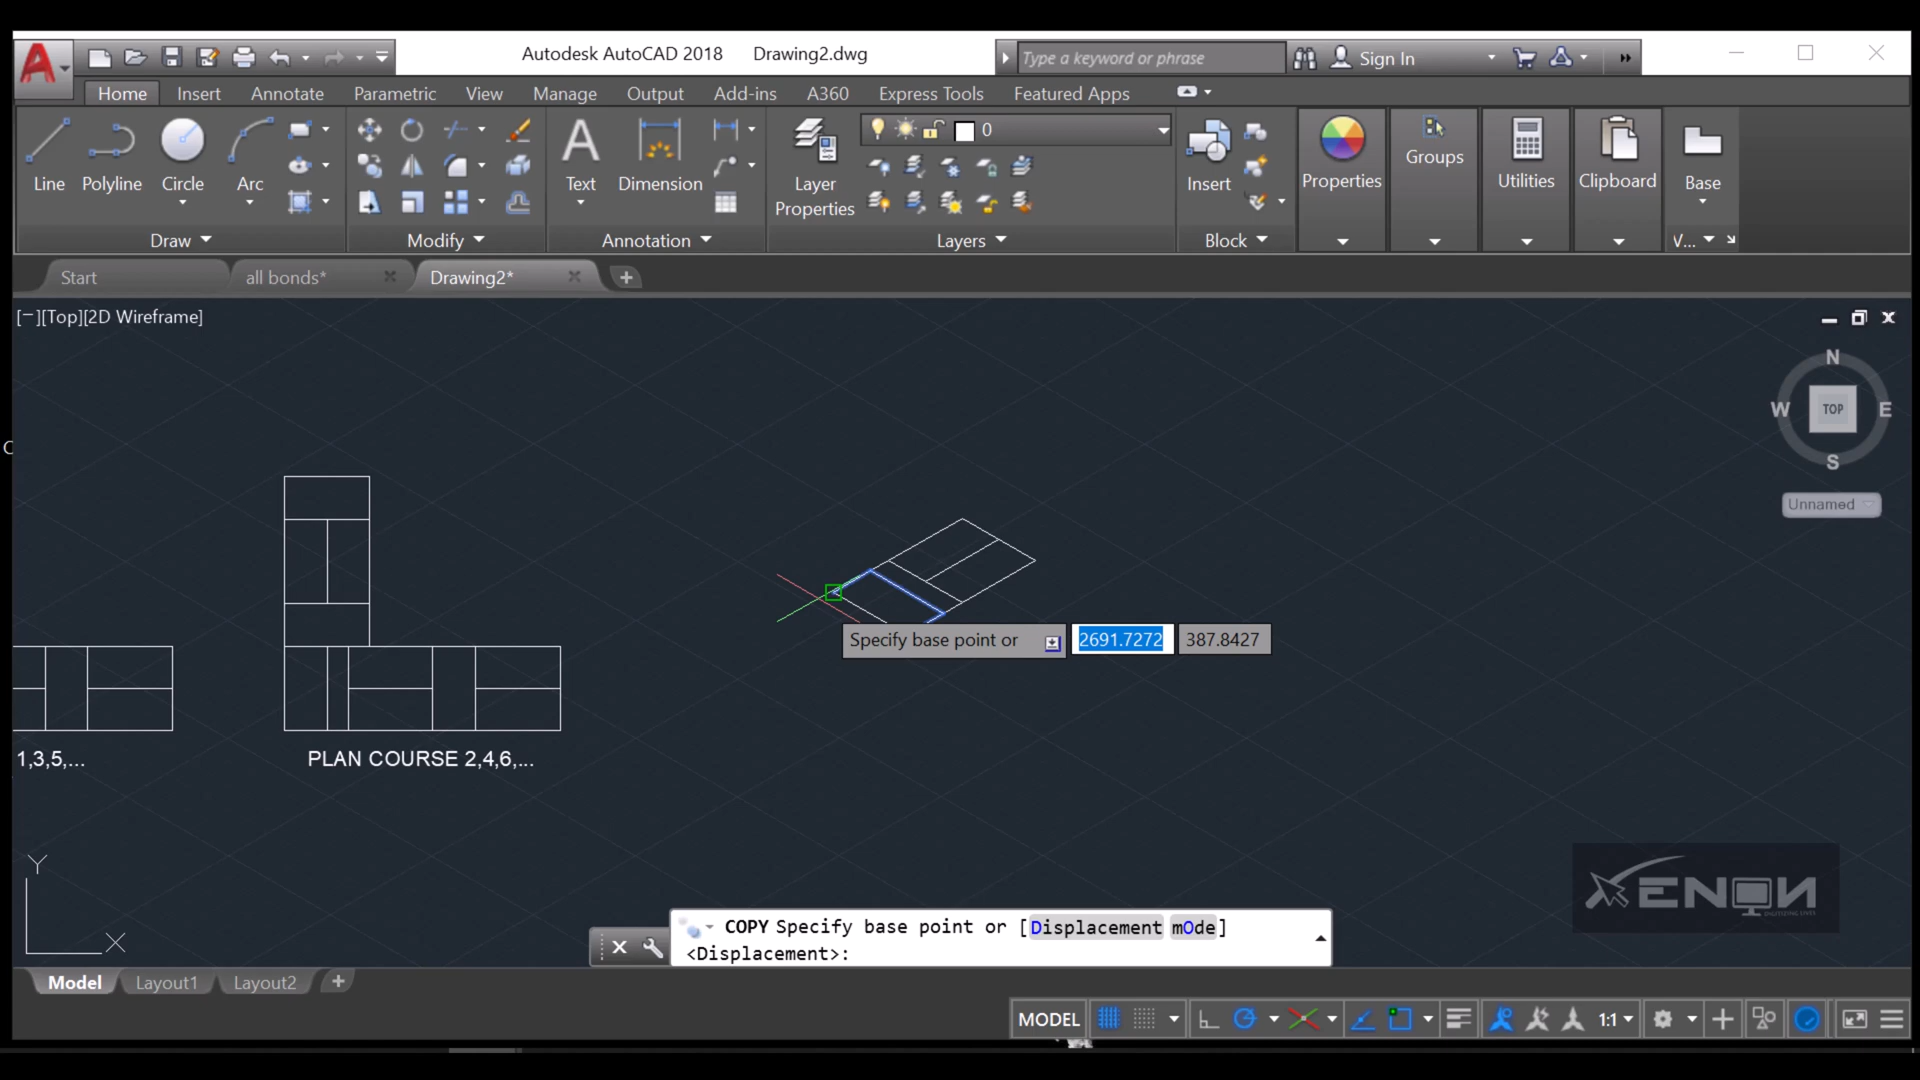 Autodesk AutoCAD 2018 Drawing2.dwg
Type a keyword or phrase
Sign In
Home Insert Annotate Parametric View Manage Output Add-ins A360 Express Tools Featured Apps
Line Polyline Circle Arc
Text Dimension
Layer Properties
0
Insert
Properties
Groups
Utilities
Clipboard
Base
Draw Modify Annotation Layers Block V...
Start all bonds* Drawing2*
[−][Top][2D Wireframe]
N
W TOP E
S
Unnamed
Specify base point or 2691.7272 387.8427
1,3,5,... PLAN COURSE 2,4,6,...
Y
X
XENON
COPY Specify base point or [Displacement mOde]
<Displacement>:
Model Layout1 Layout2
MODEL 1:1